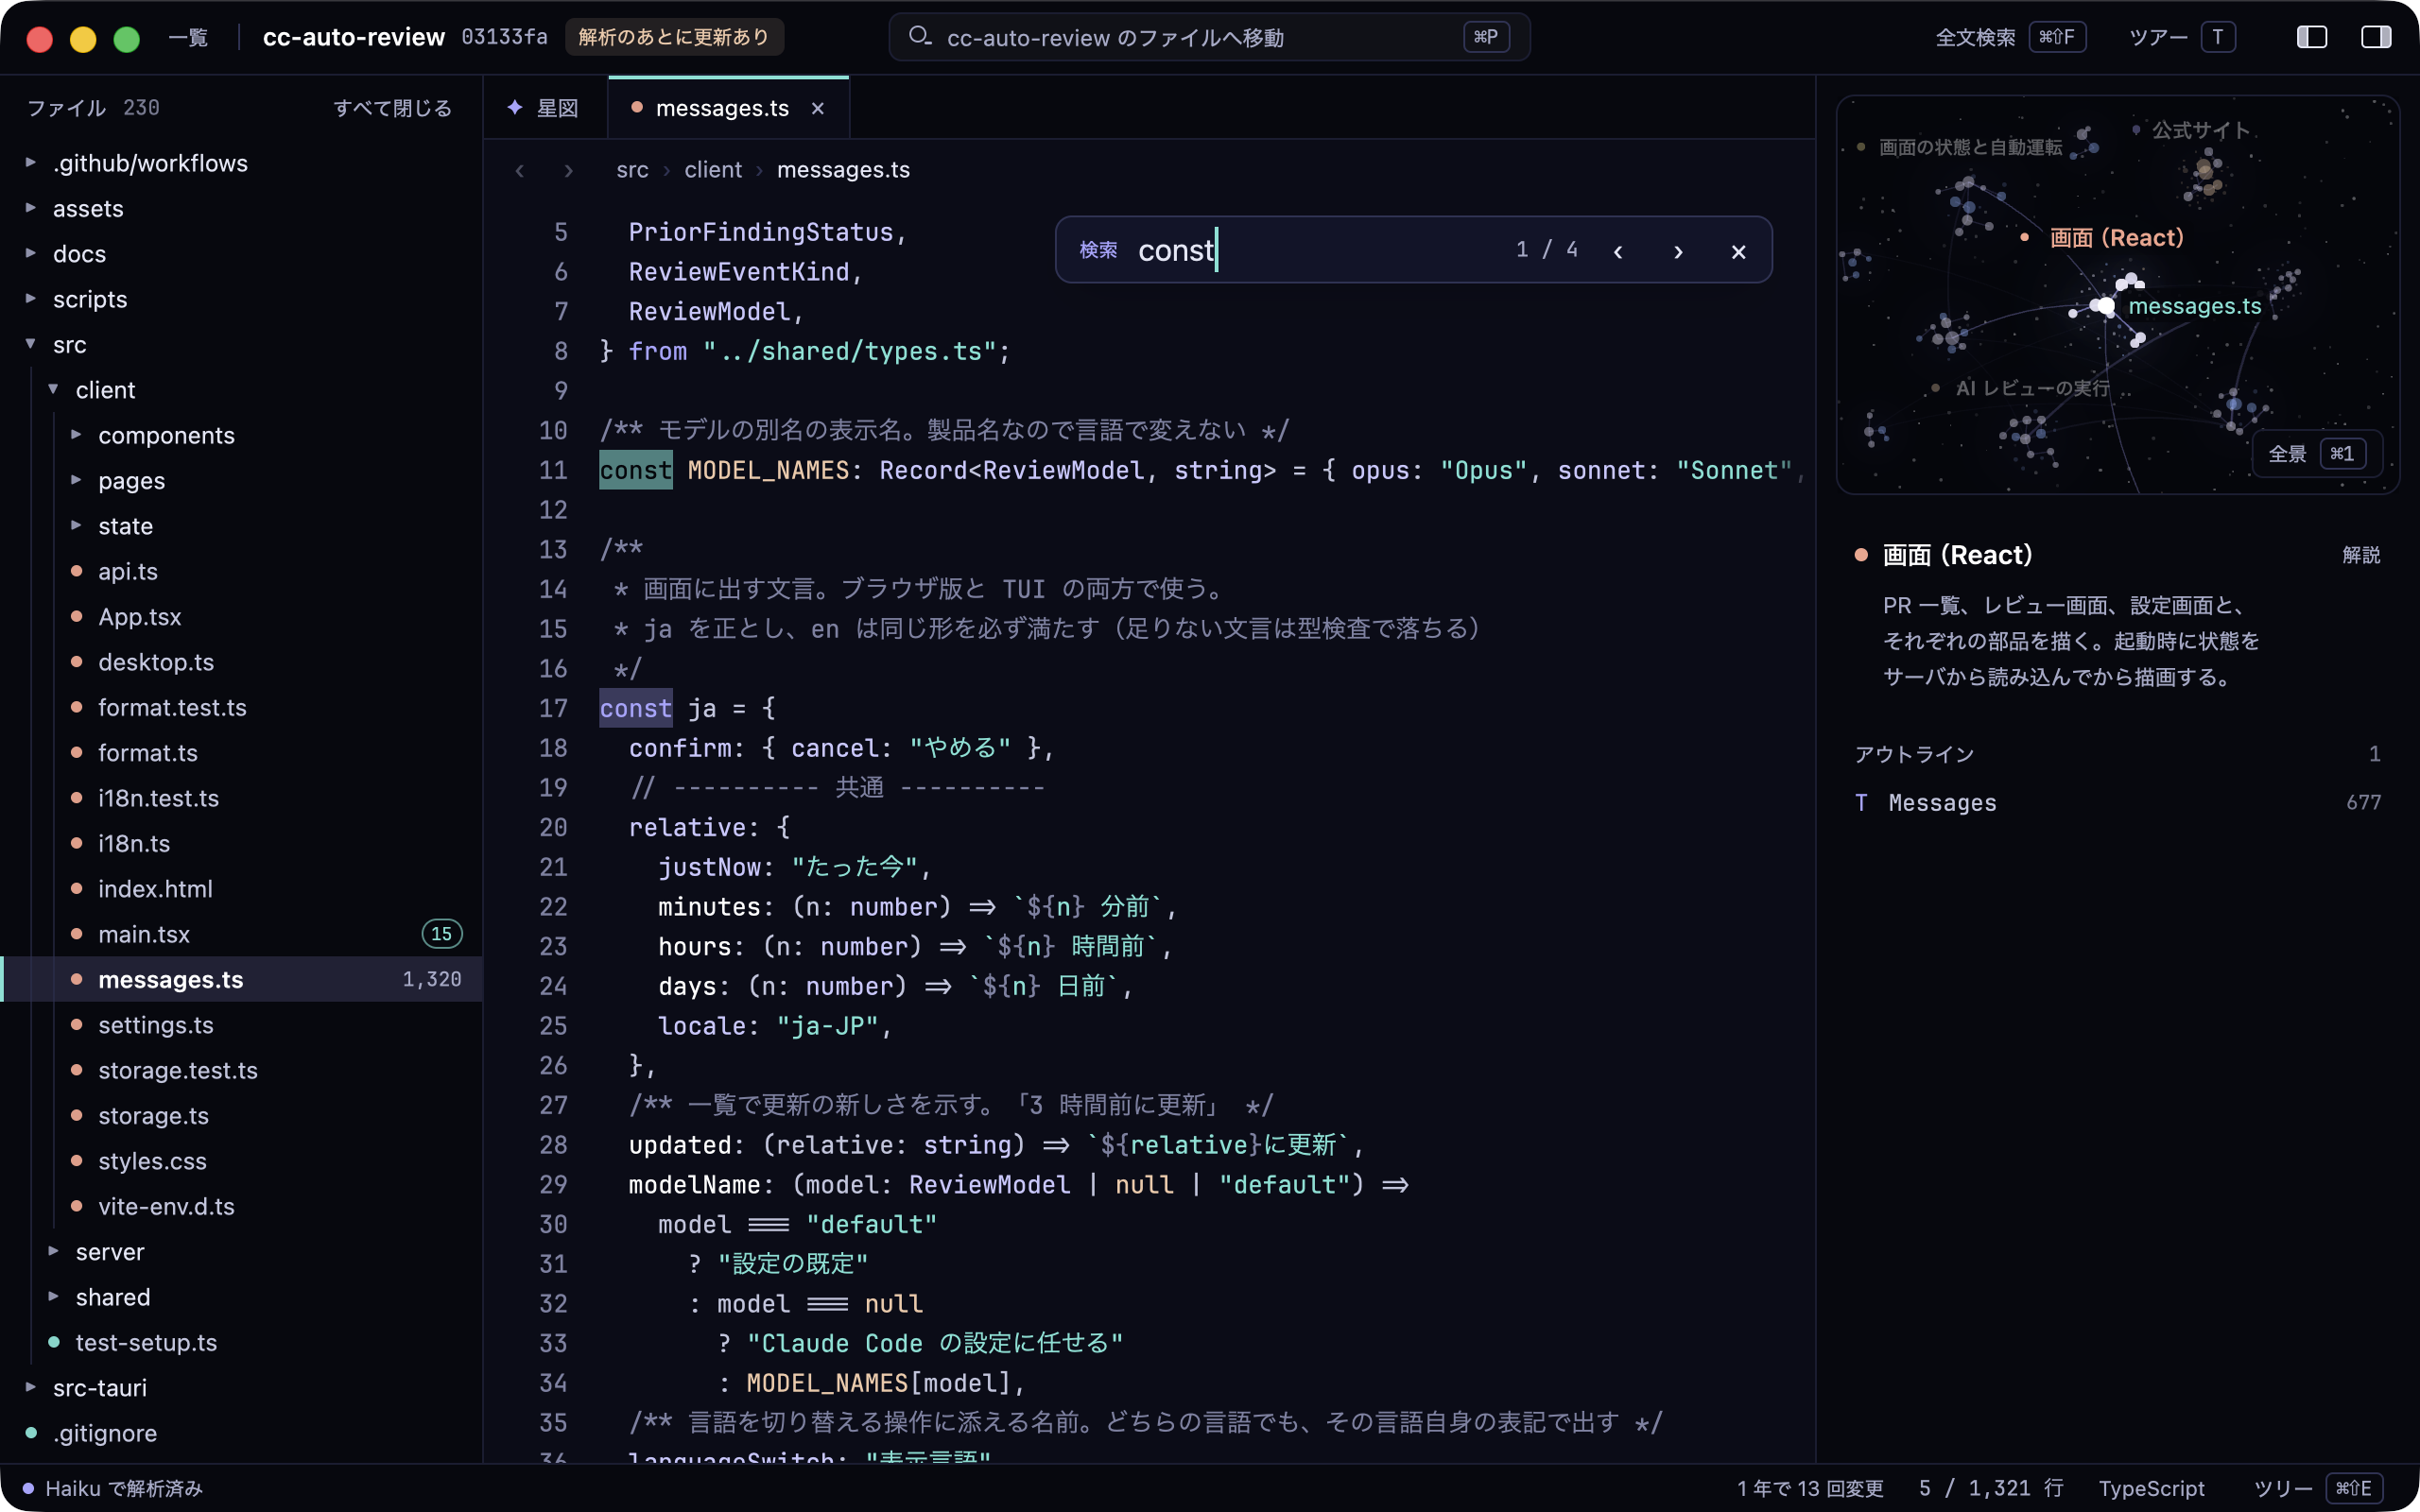 一覧 cc-auto-review 03133fa 解析のあとに更新あり cc-auto-review のファイルへ移動 ⌘P 全文検索 ⌘⇧F ツアー T
ファイル 230 すべて閉じる
.github/workflows
assets
docs
scripts
src
client
components
pages
state
api.ts
App.tsx
desktop.ts
format.test.ts
format.ts
i18n.test.ts
i18n.ts
index.html
main.tsx 15
messages.ts 1,320
settings.ts
storage.test.ts
storage.ts
styles.css
vite-env.d.ts
server
shared
test-setup.ts
src-tauri
.gitignore
星図 messages.ts ×
‹ › src › client › messages.ts
検索 const 1 / 4 ‹ › ×
5 PriorFindingStatus,
6 ReviewEventKind,
7 ReviewModel,
8 } from "../shared/types.ts";
9
10 /** モデルの別名の表示名。製品名なので言語で変えない */
11 const MODEL_NAMES: Record<ReviewModel, string> = { opus: "Opus", sonnet: "Sonnet",
12
13 /**
14 * 画面に出す文言。ブラウザ版と TUI の両方で使う。
15 * ja を正とし、en は同じ形を必ず満たす（足りない文言は型検査で落ちる）
16 */
17 const ja = {
18 confirm: { cancel: "やめる" },
19 // ---------- 共通 ----------
20 relative: {
21 justNow: "たった今",
22 minutes: (n: number) => `${n} 分前`,
23 hours: (n: number) => `${n} 時間前`,
24 days: (n: number) => `${n} 日前`,
25 locale: "ja-JP",
26 },
27 /** 一覧で更新の新しさを示す。「3 時間前に更新」 */
28 updated: (relative: string) => `${relative}に更新`,
29 modelName: (model: ReviewModel | null | "default") =>
30 model === "default"
31 ? "設定の既定"
32 : model === null
33 ? "Claude Code の設定に任せる"
34 : MODEL_NAMES[model],
35 /** 言語を切り替える操作に添える名前。どちらの言語でも、その言語自身の表記で出す */
36 languageSwitch: "表示言語"
画面の状態と自動運転
公式サイト
画面（React）
messages.ts
AI レビューの実行
全景 ⌘1
画面（React） 解説
PR 一覧、レビュー画面、設定画面と、
それぞれの部品を描く。起動時に状態を
サーバから読み込んでから描画する。
アウトライン 1
T Messages 677
Haiku で解析済み 1 年で 13 回変更 5 / 1,321 行 TypeScript ツリー ⌘⇧E